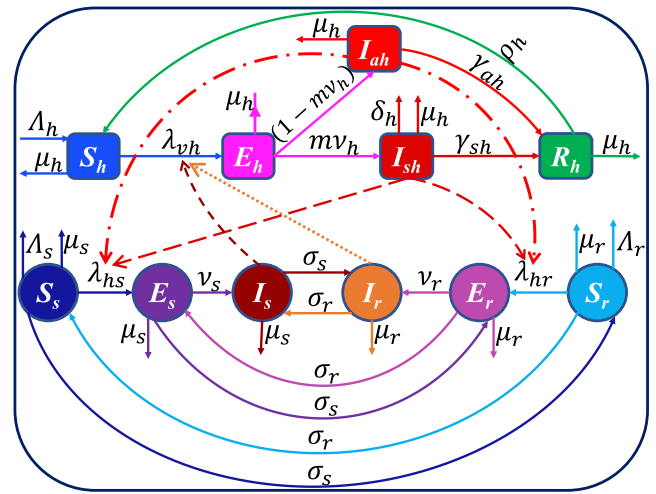 μ_h I_ah ρ_h
γ_ah
Λ_h μ_h (1 − mν_h) δ_h μ_h
S_h λ_vh E_h mν_h I_sh γ_sh R_h μ_h
μ_h
Λ_s μ_s λ_hs σ_s λ_hr μ_r Λ_r
S_s E_s ν_s I_s I_r ν_r E_r S_r
σ_r
μ_s μ_s μ_r μ_r
σ_r
σ_s
σ_r
σ_s